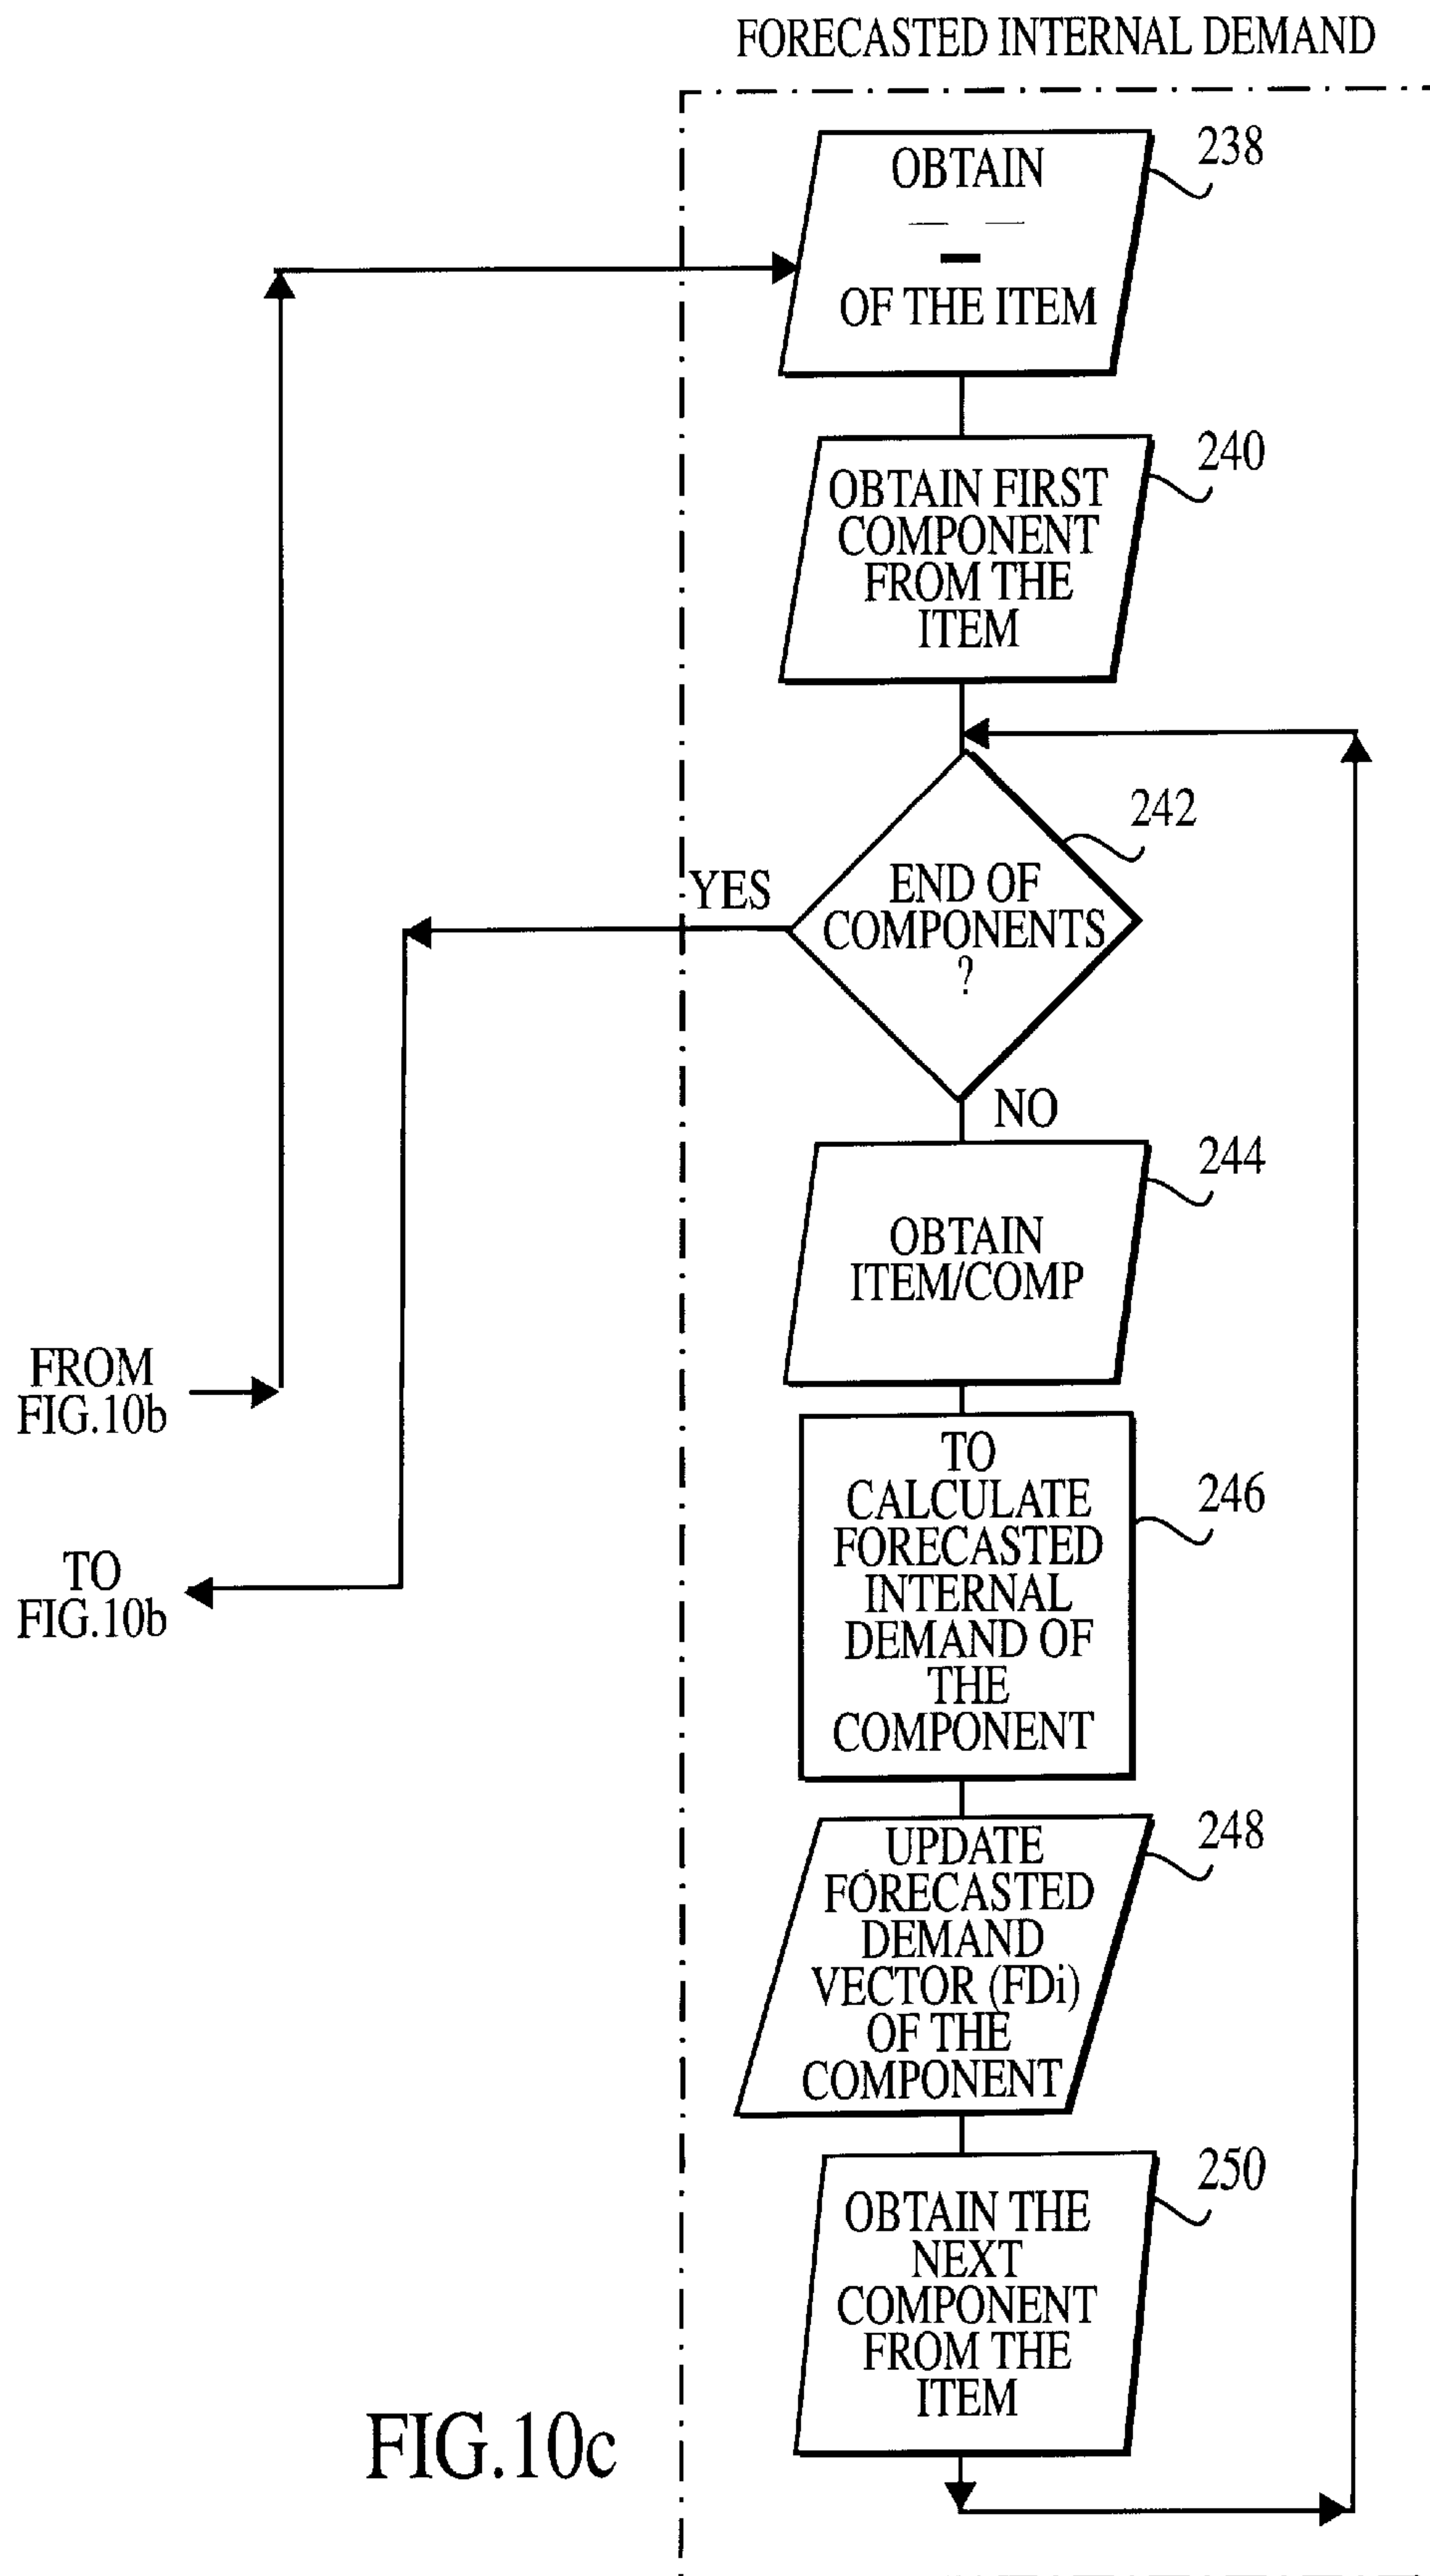 FORECASTED INTERNAL DEMAND
238
OBTAIN
OF THE ITEM
240
OBTAIN FIRST
COMPONENT
FROM THE
ITEM
242
YES
END OF
COMPONENTS
?
NO
244
OBTAIN
ITEM/COMP
FROM
FIG.10b
246
TO
CALCULATE
FORECASTED
INTERNAL
DEMAND OF
THE
COMPONENT
TO
FIG.10b
248
UPDATE
FORECASTED
DEMAND
VECTOR (FDi)
OF THE
COMPONENT
250
OBTAIN THE
NEXT
COMPONENT
FROM THE
ITEM
FIG.10c